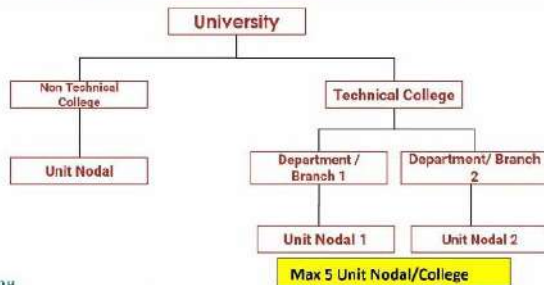 University
Non Technical
College
Technical College
Unit Nodal
Department /
Branch 1
Department/ Branch
2
Unit Nodal 1
Unit Nodal 2
Max 5 Unit Nodal/College